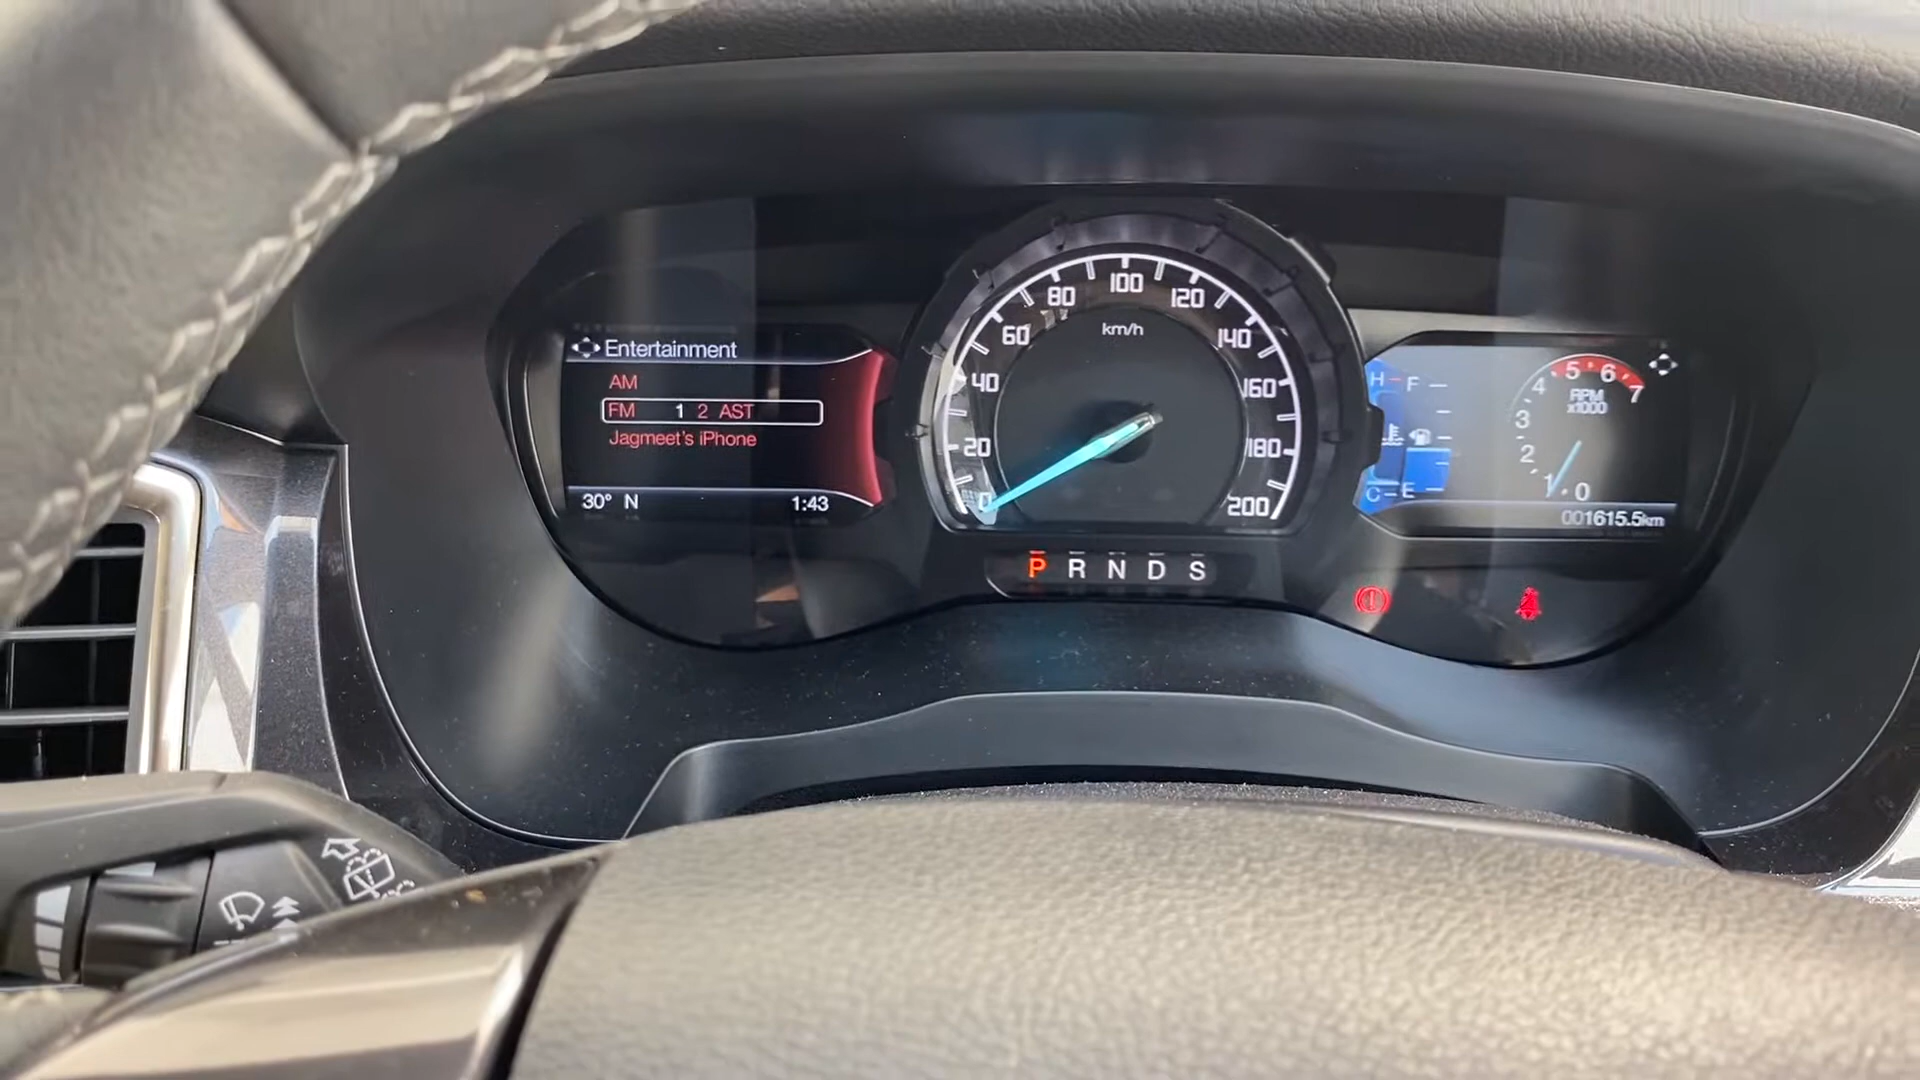 Entertainment
AM
FM 1 2 AST
Jagmeet's iPhone
30° N 1:43
0 20 40 60 80 100 120 140 160 180 200
km/h
P R N D S
H F
C E
0 1 2 3 4 5 6 7
RPM
x1000
001615.5km